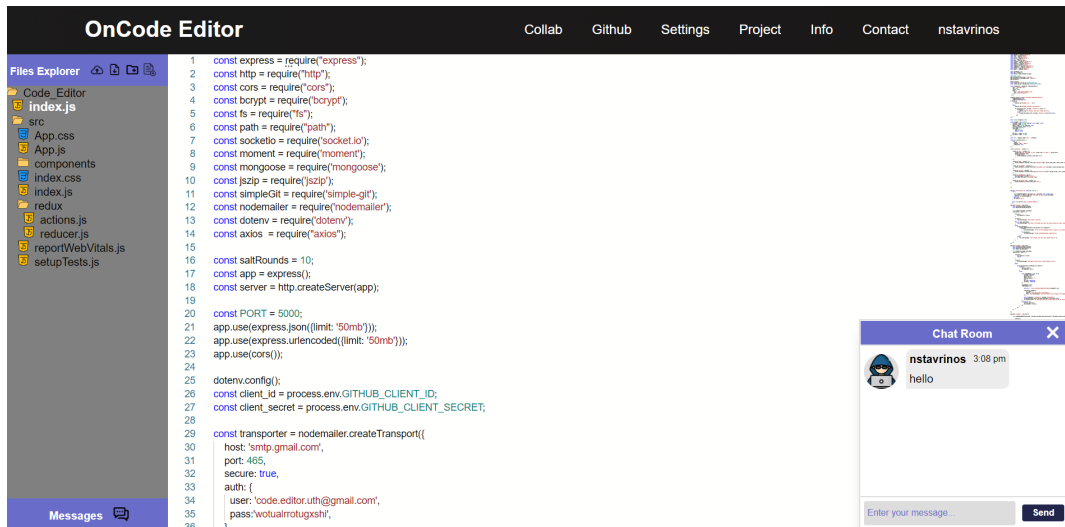 OnCode Editor
Collab Github Settings Project Info Contact nstavrinos
Files Explorer
Code_Editor
index.js
src
App.css
App.js
components
index.css
index.js
redux
actions.js
reducer.js
reportWebVitals.js
setupTests.js
Messages
1 const express = require("express");
2 const http = require("http");
3 const cors = require("cors");
4 const bcrypt = require('bcrypt');
5 const fs = require("fs");
6 const path = require("path");
7 const socketio = require('socket.io');
8 const moment = require('moment');
9 const mongoose = require('mongoose');
10 const jszip = require('jszip');
11 const simpleGit = require('simple-git');
12 const nodemailer = require('nodemailer');
13 const dotenv = require('dotenv');
14 const axios = require("axios");
15
16 const saltRounds = 10;
17 const app = express();
18 const server = http.createServer(app);
19
20 const PORT = 5000;
21 app.use(express.json({limit: '50mb'}));
22 app.use(express.urlencoded({limit: '50mb'}));
23 app.use(cors());
24
25 dotenv.config();
26 const client_id = process.env.GITHUB_CLIENT_ID;
27 const client_secret = process.env.GITHUB_CLIENT_SECRET;
28
29 const transporter = nodemailer.createTransport({
30 host: 'smtp.gmail.com',
31 port: 465,
32 secure: true,
33 auth: {
34 user: 'code.editor.uth@gmail.com',
35 pass:'wotualrrotugxshi',
36 }
Chat Room
nstavrinos 3:08 pm
hello
Enter your message...
Send